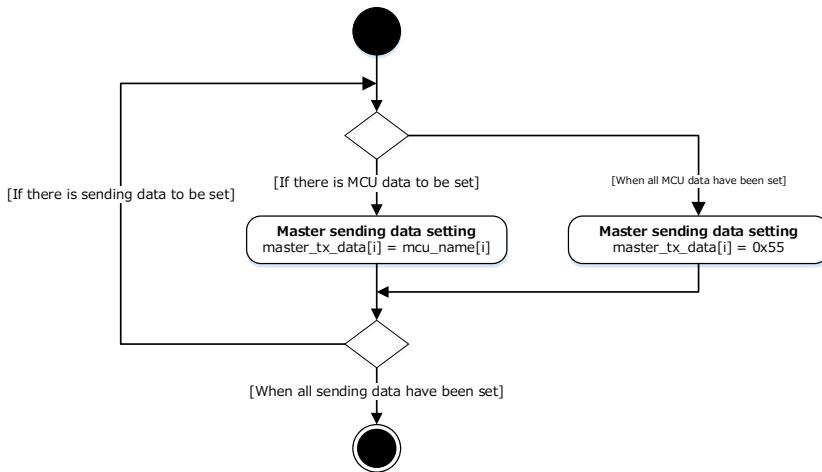 [If there is sending data to be set]
[If there is MCU data to be set]
[When all MCU data have been set]
Master sending data setting
master_tx_data[i] = mcu_name[i]
Master sending data setting
master_tx_data[i] = 0x55
[When all sending data have been set]